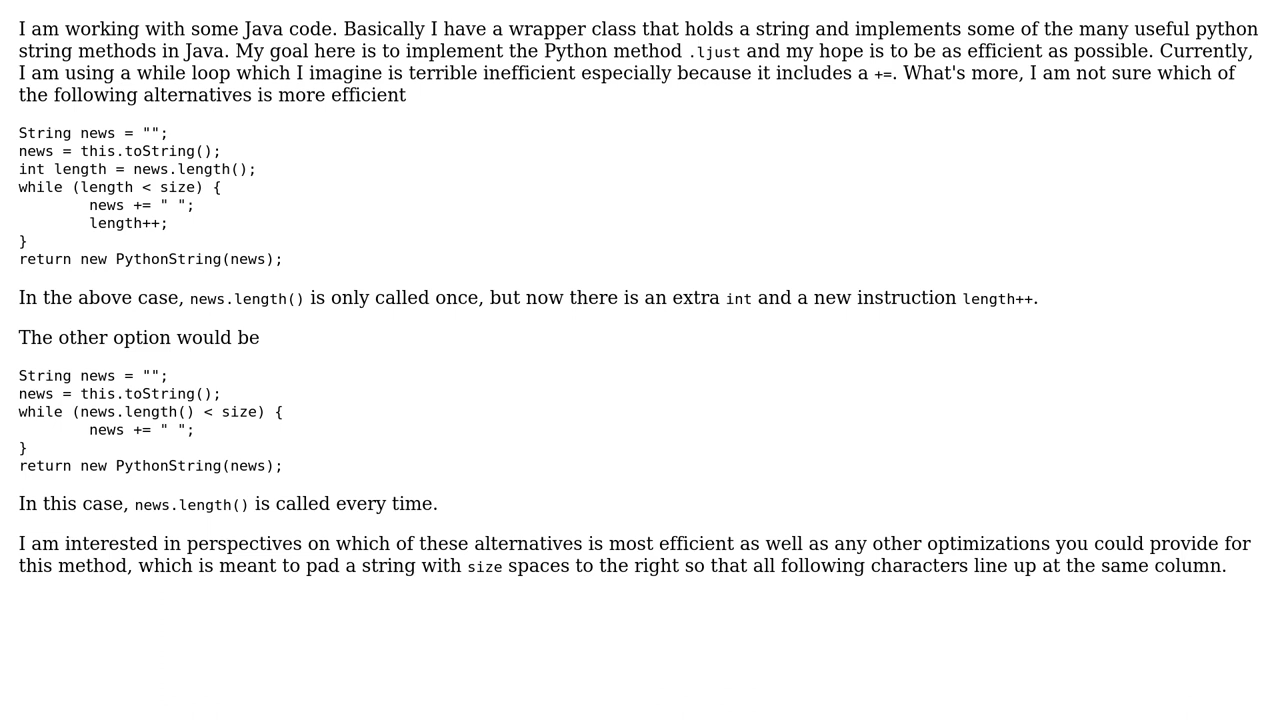 I am working with some Java code. Basically I have a wrapper class that holds a string and implements some of the many useful python
string methods in Java. My goal here is to implement the Python method .ljust and my hope is to be as efficient as possible. Currently,
I am using a while loop which I imagine is terrible inefficient especially because it includes a +=. What's more, I am not sure which of
the following alternatives is more efficient
String news = "";
news = this.toString();
int length = news.length();
while (length < size) {
        news += " ";
        length++;
}
return new PythonString(news);
In the above case, news.length() is only called once, but now there is an extra int and a new instruction length++.
The other option would be
String news = "";
news = this.toString();
while (news.length() < size) {
        news += " ";
}
return new PythonString(news);
In this case, news.length() is called every time.
I am interested in perspectives on which of these alternatives is most efficient as well as any other optimizations you could provide for
this method, which is meant to pad a string with size spaces to the right so that all following characters line up at the same column.